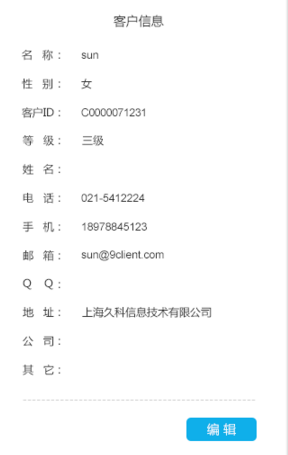 客户信息
名 称： sun
性 别： 女
客户ID： C0000071231
等 级： 三级
姓 名：
电 话： 021-5412224
手 机： 18978845123
邮 箱： sun@9client.com
Q Q：
地 址： 上海久科信息技术有限公司
公 司：
其 它：
编 辑